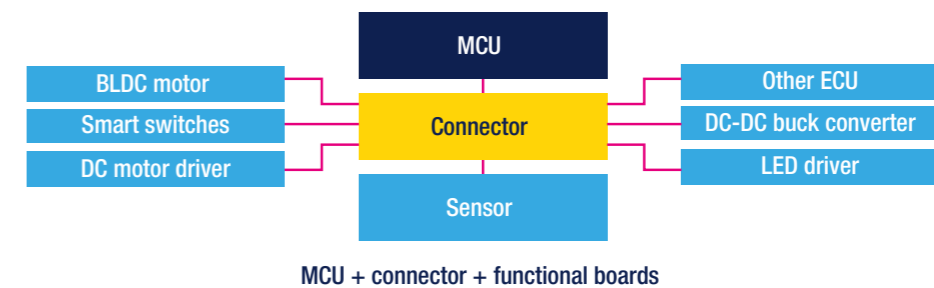 MCU
BLDC motor
Smart switches
DC motor driver
Connector
Other ECU
DC-DC buck converter
LED driver
Sensor
MCU + connector + functional boards